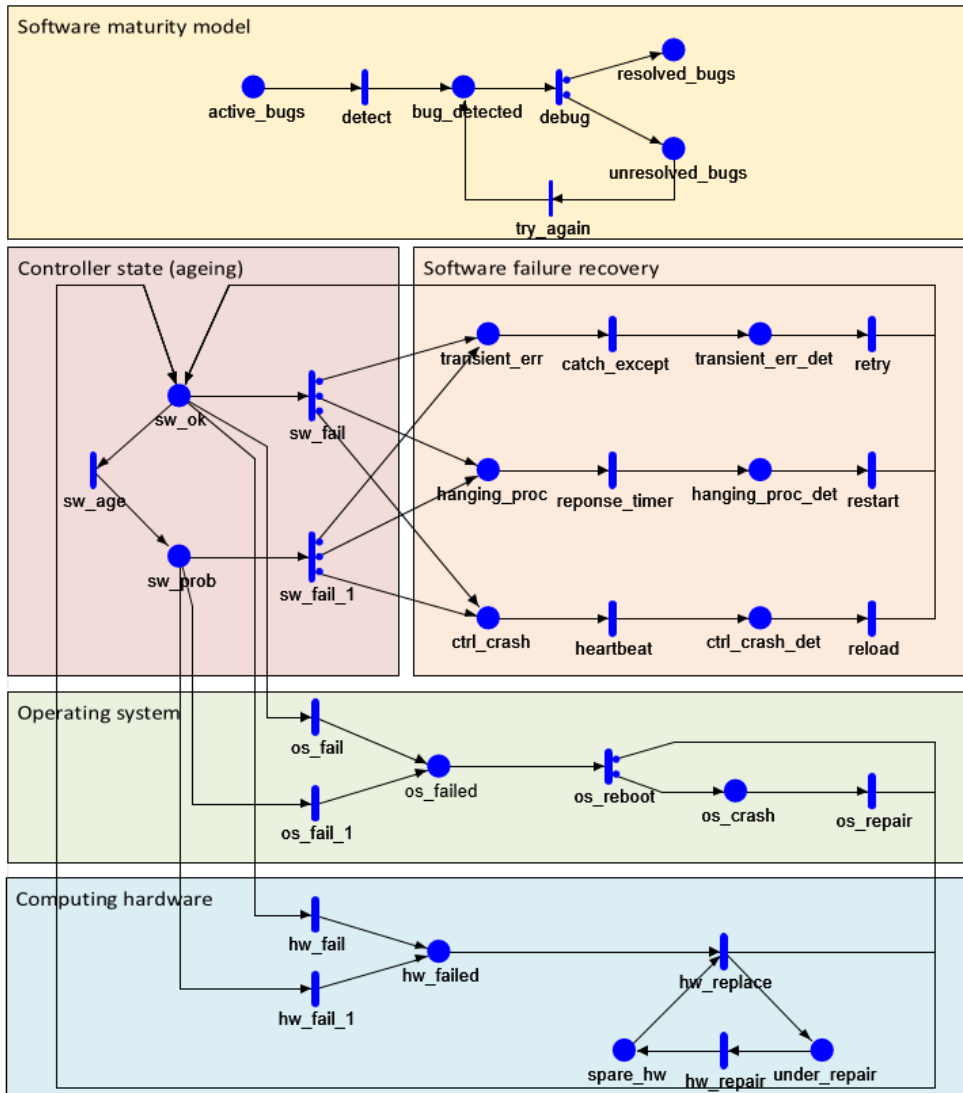 Software maturity model
resolved_bugs
active_bugs
detect
bug_detected
debug
unresolved_bugs
try_again
Controller state (ageing)
Software failure recovery
transient_err
catch_except
transient_err_det
retry
sw_ok
sw_fail
sw_age
hanging_proc
reponse_timer
hanging_proc_det
restart
sw_prob
sw_fail_1
ctrl_crash
heartbeat
ctrl_crash_det
reload
Operating system
os_fail
os_failed
os_reboot
os_crash
os_repair
os_fail_1
Computing hardware
hw_fail
hw_failed
hw_replace
hw_fail_1
spare_hw
hw_repair
under_repair